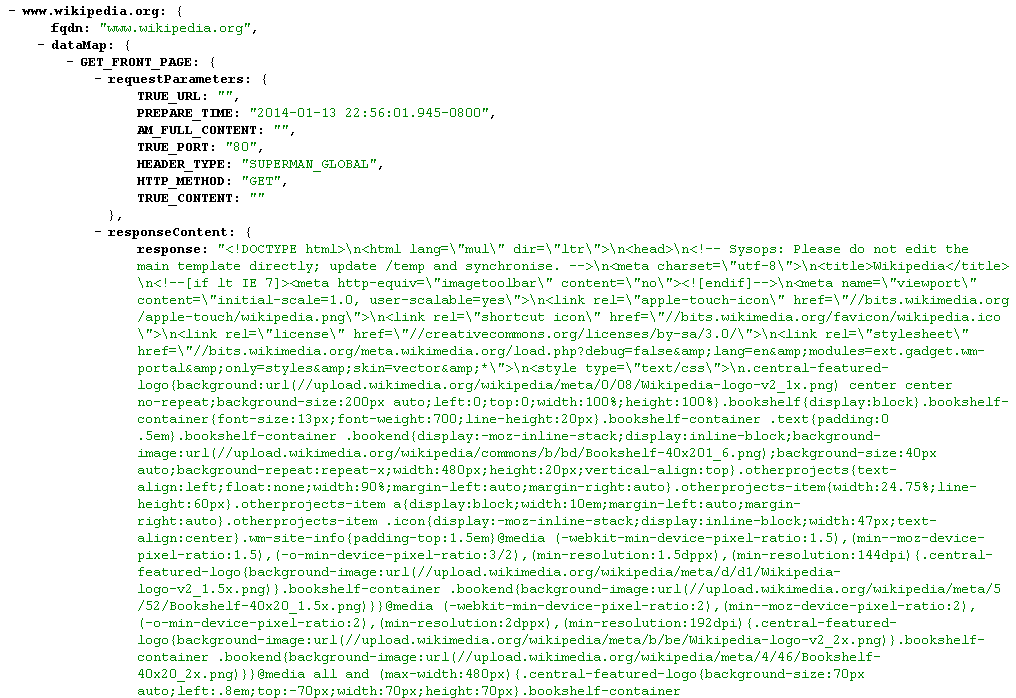 - www.wikipedia.org: {
fqdn: "www.wikipedia.org",
- dataMap: {
- GET_FRONT_PAGE: {
- requestParameters: {
TRUE_URL: "",
PREPARE_TIME: "2014-01-13 22:56:01.945-0800",
AM_FULL_CONTENT: "",
TRUE_PORT: "80",
HEADER_TYPE: "SUPERMAN_GLOBAL",
HTTP_METHOD: "GET",
TRUE_CONTENT: ""
},
- responseContent: {
response: "<!DOCTYPE html>\n<html lang=\"mul\" dir=\"ltr\">\n<head>\n<!-- Sysops: Please do not edit the
main template directly; update /temp and synchronise. -->\n<meta charset=\"utf-8\">\n<title>Wikipedia</title>
\n<!--[if lt IE 7]><meta http-equiv=\"imagetoolbar\" content=\"no\"><![endif]-->\n<meta name=\"viewport\"
content=\"initial-scale=1.0, user-scalable=yes\">\n<link rel=\"apple-touch-icon\" href=\"//bits.wikimedia.org
/apple-touch/wikipedia.png\">\n<link rel=\"shortcut icon\" href=\"//bits.wikimedia.org/favicon/wikipedia.ico
\">\n<link rel=\"license\" href=\"//creativecommons.org/licenses/by-sa/3.0/\">\n<link rel=\"stylesheet\"
href=\"//bits.wikimedia.org/meta.wikimedia.org/load.php?debug=false&amp;lang=en&amp;modules=ext.gadget.wm-
portal&amp;only=styles&amp;skin=vector&amp;*\">\n<style type=\"text/css\">\n.central-featured-
logo{background:url(//upload.wikimedia.org/wikipedia/meta/0/08/Wikipedia-logo-v2_1x.png) center center
no-repeat;background-size:200px auto;left:0;top:0;width:100%;height:100%}.bookshelf{display:block}.bookshelf-
container{font-size:13px;font-weight:700;line-height:20px}.bookshelf-container .text{padding:0
.5em}.bookshelf-container .bookend{display:-moz-inline-stack;display:inline-block;background-
image:url(//upload.wikimedia.org/wikipedia/commons/b/bd/Bookshelf-40x201_6.png);background-size:40px
auto;background-repeat:repeat-x;width:480px;height:20px;vertical-align:top}.otherprojects{text-
align:left;float:none;width:90%;margin-left:auto;margin-right:auto}.otherprojects-item{width:24.75%;line-
height:60px}.otherprojects-item a{display:block;width:10em;margin-left:auto;margin-
right:auto}.otherprojects-item .icon{display:-moz-inline-stack;display:inline-block;width:47px;text-
align:center}.wm-site-info{padding-top:1.5em}@media (-webkit-min-device-pixel-ratio:1.5),(min--moz-device-
pixel-ratio:1.5),(-o-min-device-pixel-ratio:3/2),(min-resolution:1.5dppx),(min-resolution:144dpi){.central-
featured-logo{background-image:url(//upload.wikimedia.org/wikipedia/meta/d/d1/Wikipedia-
logo-v2_1.5x.png)}.bookshelf-container .bookend{background-image:url(//upload.wikimedia.org/wikipedia/meta/5
/52/Bookshelf-40x20_1.5x.png)}}@media (-webkit-min-device-pixel-ratio:2),(min--moz-device-pixel-ratio:2),
(-o-min-device-pixel-ratio:2),(min-resolution:2dppx),(min-resolution:192dpi){.central-featured-
logo{background-image:url(//upload.wikimedia.org/wikipedia/meta/b/be/Wikipedia-logo-v2_2x.png)}.bookshelf-
container .bookend{background-image:url(//upload.wikimedia.org/wikipedia/meta/4/46/Bookshelf-
40x20_2x.png)}}@media all and (max-width:480px){.central-featured-logo{background-size:70px
auto;left:.8em;top:-70px;width:70px;height:70px}.bookshelf-container